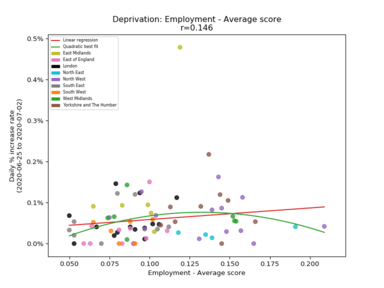 Deprivation: Employment - Average score
r=0.146
Daily % increase rate
(2020-06-25 to 2020-07-02)
0.5%
0.4%
0.3%
0.2%
0.1%
0.0%
Linear regression
Quadratic best fit
East Midlands
East of England
London
North East
North West
South East
South West
West Midlands
Yorkshire and The Humber
0.050 0.075 0.100 0.125 0.150 0.175 0.200
Employment - Average score